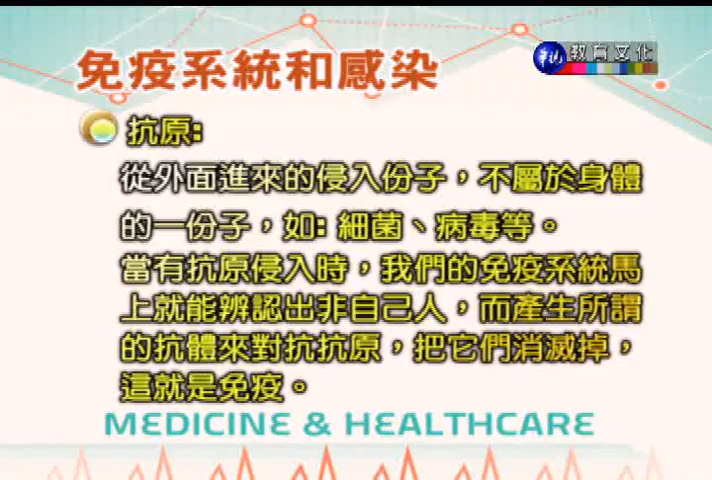 免疫系統和感染
華視 教育文化
抗原:
從外面進來的侵入份子，不屬於身體
的一份子，如: 細菌、病毒等。
當有抗原侵入時，我們的免疫系統馬
上就能辨認出非自己人，而產生所謂
的抗體來對抗抗原，把它們消滅掉，
這就是免疫。
MEDICINE & HEALTHCARE